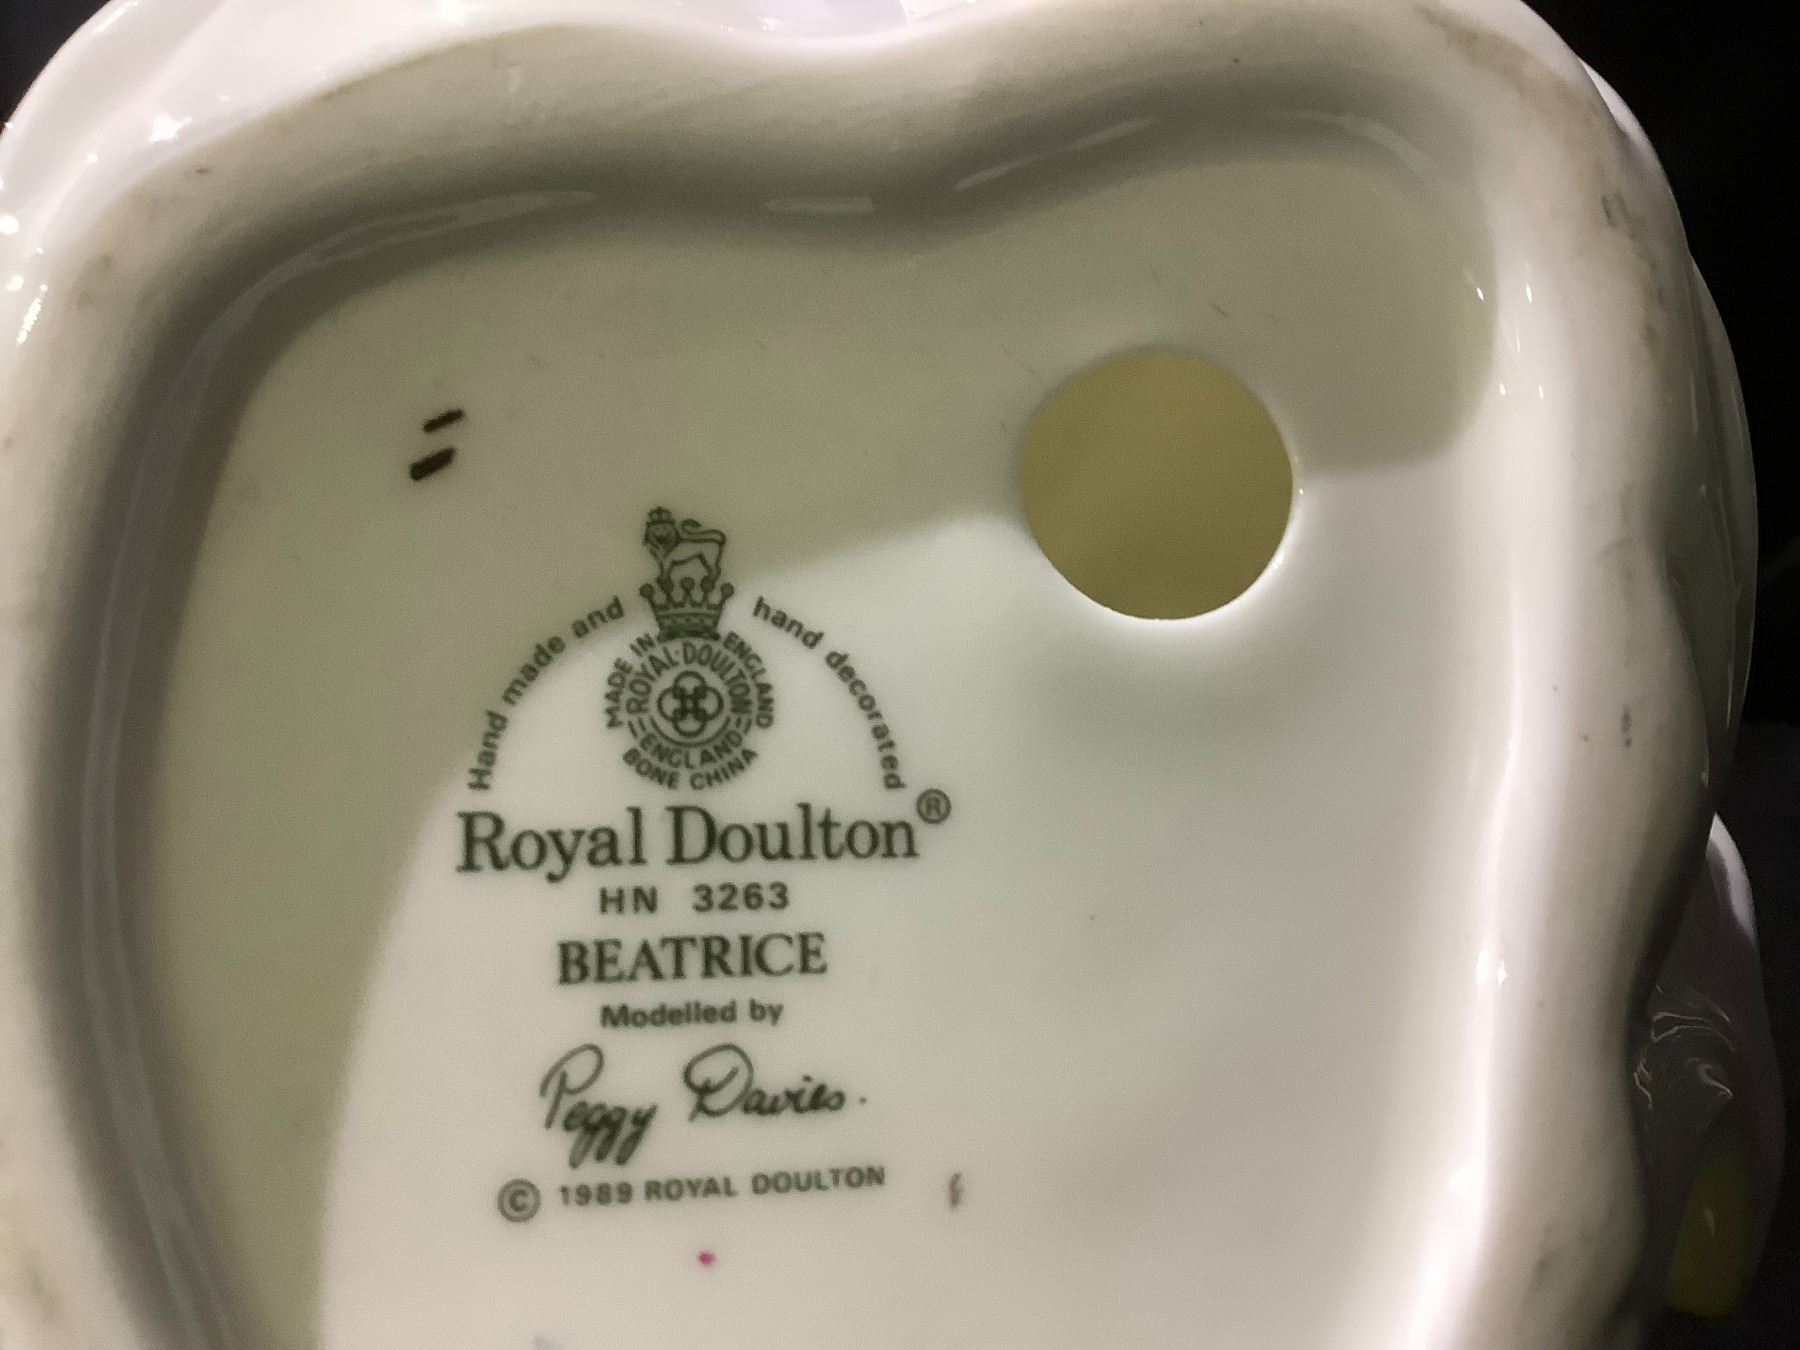 Hand made and hand decorated
MADE IN ENGLAND
ROYAL·DOULTON
ENGLAND
BONE CHINA
Royal Doulton®
HN 3263
BEATRICE
Modelled by
Peggy Davies.
© 1989 ROYAL DOULTON